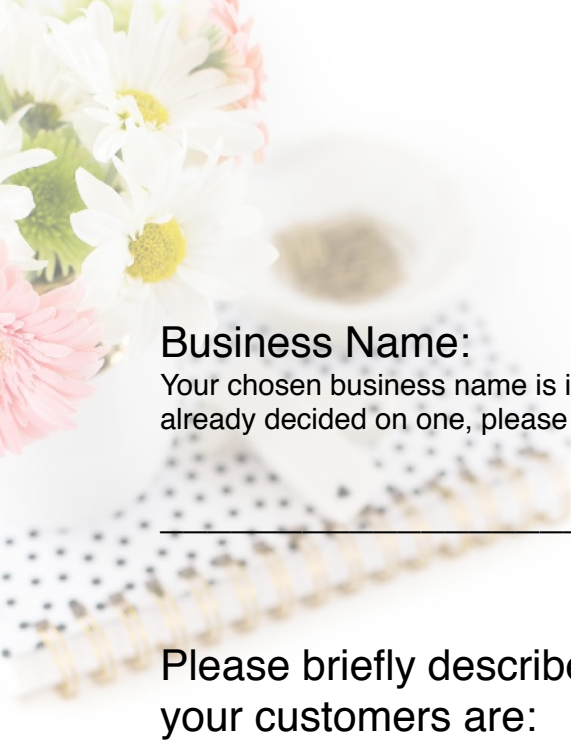 Business Name:
Your chosen business name is
already decided on one, please
Please briefly describe
your customers are: